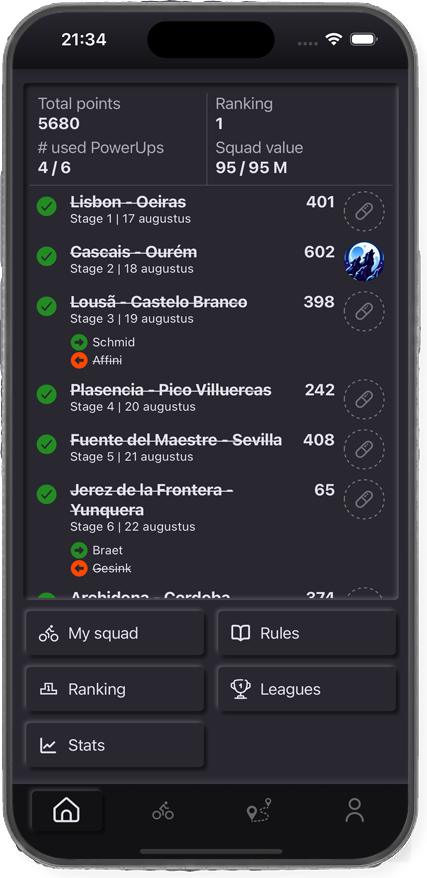 21:34
Total points
5680
Ranking
1
# used PowerUps
4 / 6
Squad value
95 / 95 M
Lisbon - Oeiras
401
Stage 1 | 17 augustus
Cascais - Ourém
602
Stage 2 | 18 augustus
Lousã - Castelo Branco
398
Stage 3 | 19 augustus
Schmid
Affini
Plasencia - Pico Villuercas
242
Stage 4 | 20 augustus
Fuente del Maestre - Sevilla
408
Stage 5 | 21 augustus
Jerez de la Frontera -
65
Yunquera
Stage 6 | 22 augustus
Braet
Gesink
Archidona - Cordoba
374
My squad
Rules
Ranking
Leagues
Stats